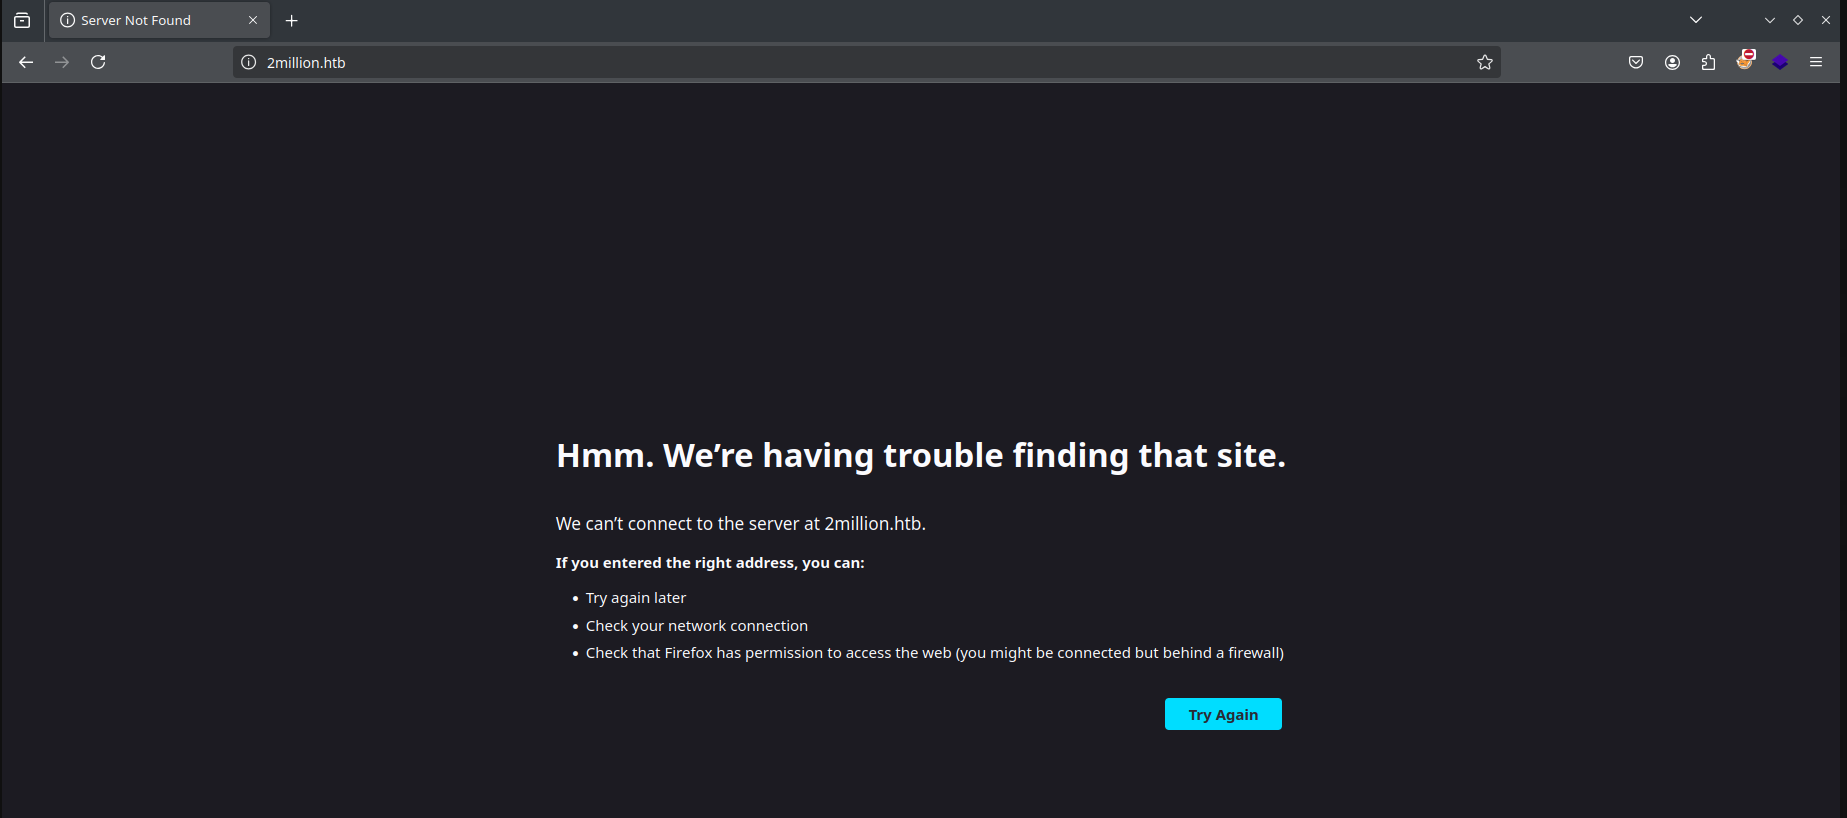 Server Not Found
2million.htb
Hmm. We’re having trouble finding that site.
We can’t connect to the server at 2million.htb.
If you entered the right address, you can:
• Try again later
• Check your network connection
• Check that Firefox has permission to access the web (you might be connected but behind a firewall)
Try Again